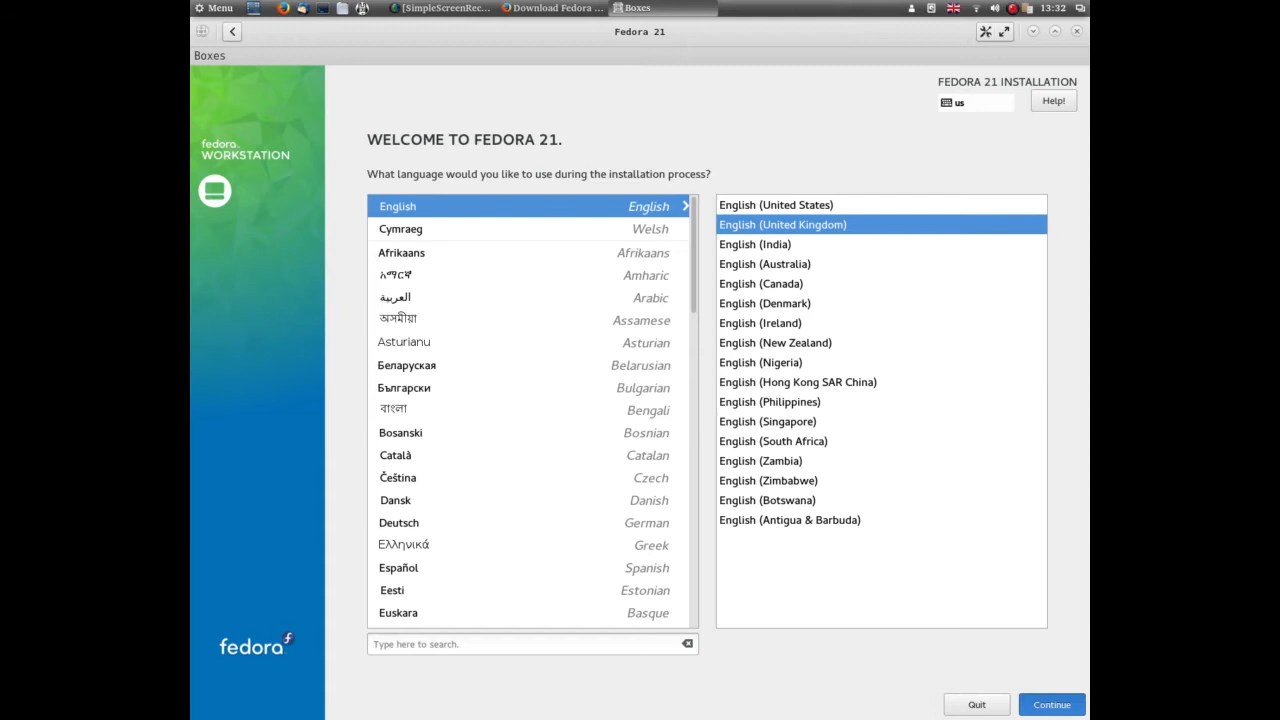 Menu [SimpleScreenRec... Download Fedora ... Boxes 13:32
Fedora 21
Boxes
FEDORA 21 INSTALLATION
us Help!
fedora
WORKSTATION
WELCOME TO FEDORA 21.
What language would you like to use during the installation process?
English English
Cymraeg Welsh
Afrikaans Afrikaans
አማርኛ Amharic
العربية Arabic
অসমীয়া Assamese
Asturianu Asturian
Беларуская Belarusian
Български Bulgarian
বাংলা Bengali
Bosanski Bosnian
Català Catalan
Čeština Czech
Dansk Danish
Deutsch German
Ελληνικά Greek
Español Spanish
Eesti Estonian
Euskara Basque
Type here to search.
English (United States)
English (United Kingdom)
English (India)
English (Australia)
English (Canada)
English (Denmark)
English (Ireland)
English (New Zealand)
English (Nigeria)
English (Hong Kong SAR China)
English (Philippines)
English (Singapore)
English (South Africa)
English (Zambia)
English (Zimbabwe)
English (Botswana)
English (Antigua & Barbuda)
fedora
Quit Continue